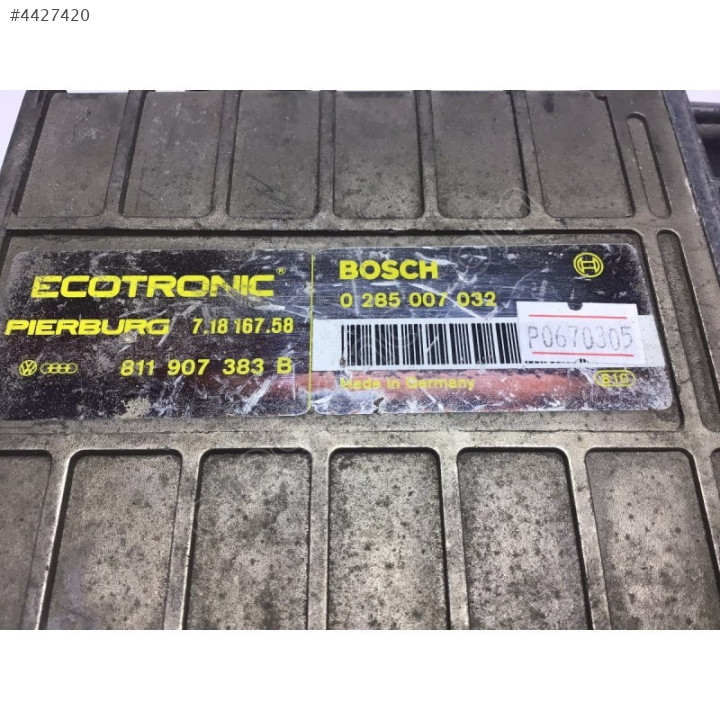 #4427420
ECOTRONIC®
PIERBURG 7.18 167.58
811 907 383 B
BOSCH
0 285 007 032
P0670305
Made in Germany
810